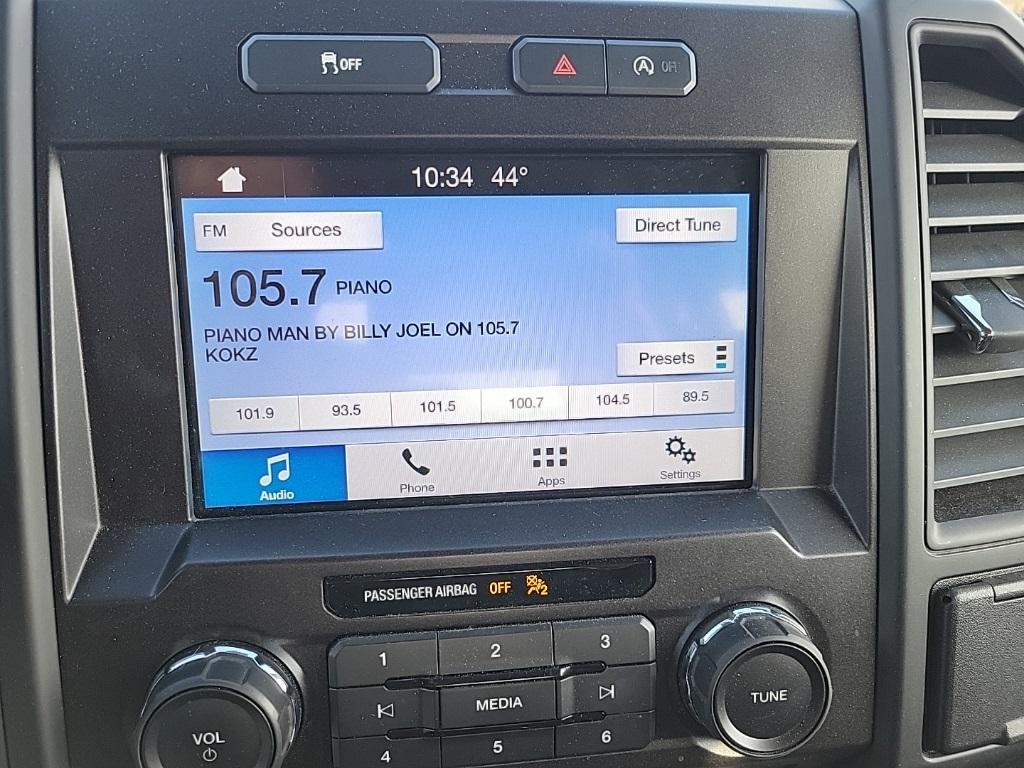 OFF
A OFF
10:34 44°
FM Sources
Direct Tune
105.7 PIANO
PIANO MAN BY BILLY JOEL ON 105.7
KOKZ
Presets
101.9 93.5 101.5 100.7 104.5 89.5
Audio Phone Apps Settings
PASSENGER AIRBAG OFF 2
1 2 3
MEDIA
4 5 6
VOL
TUNE